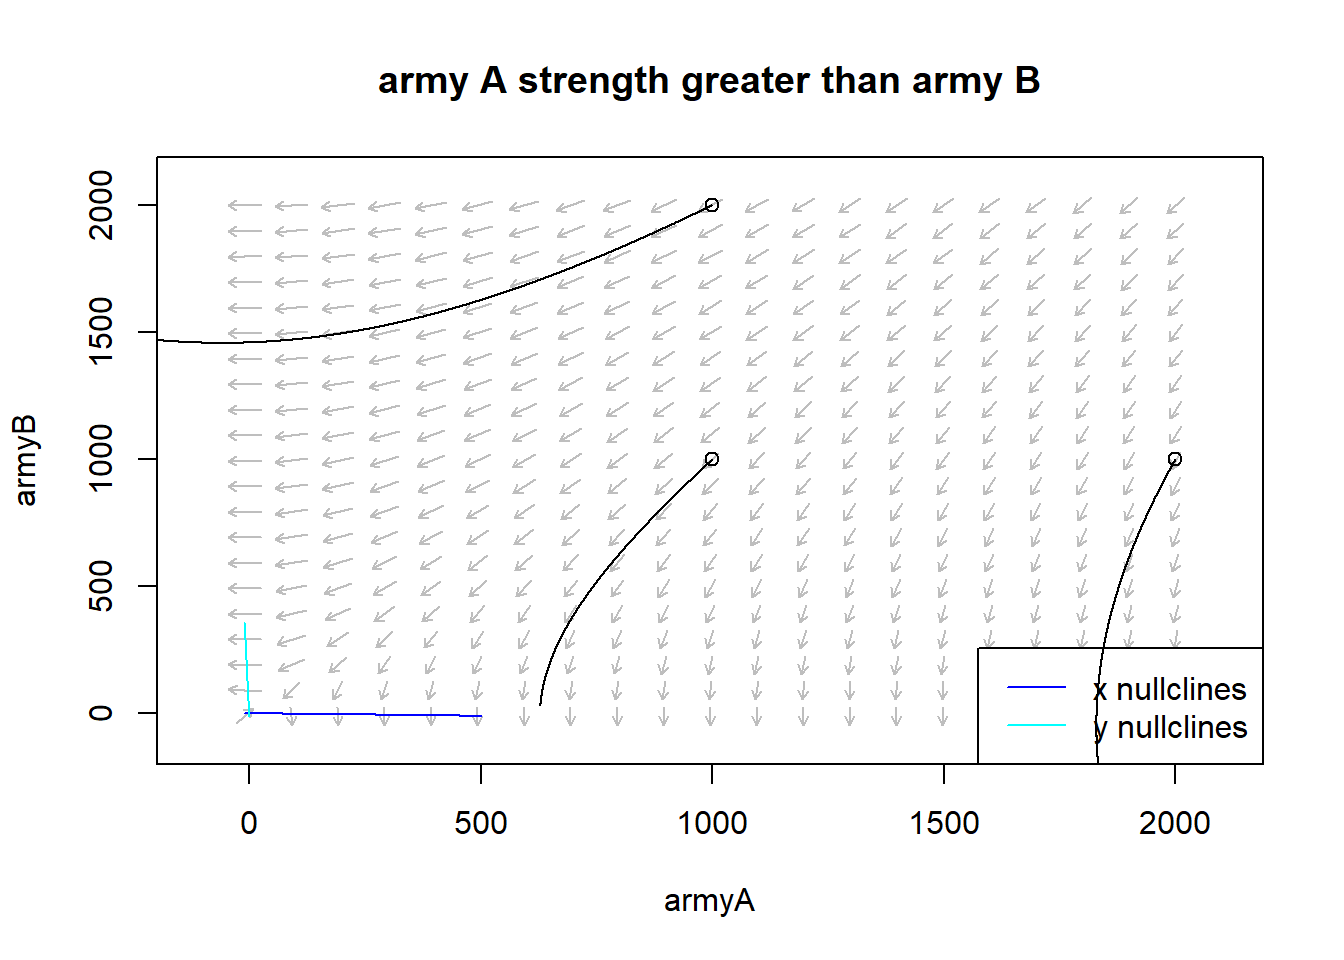 army A strength greater than army B
armyB
2000
1500
1000
500
0
x nullclines
y nullclines
0 500 1000 1500 2000
armyA